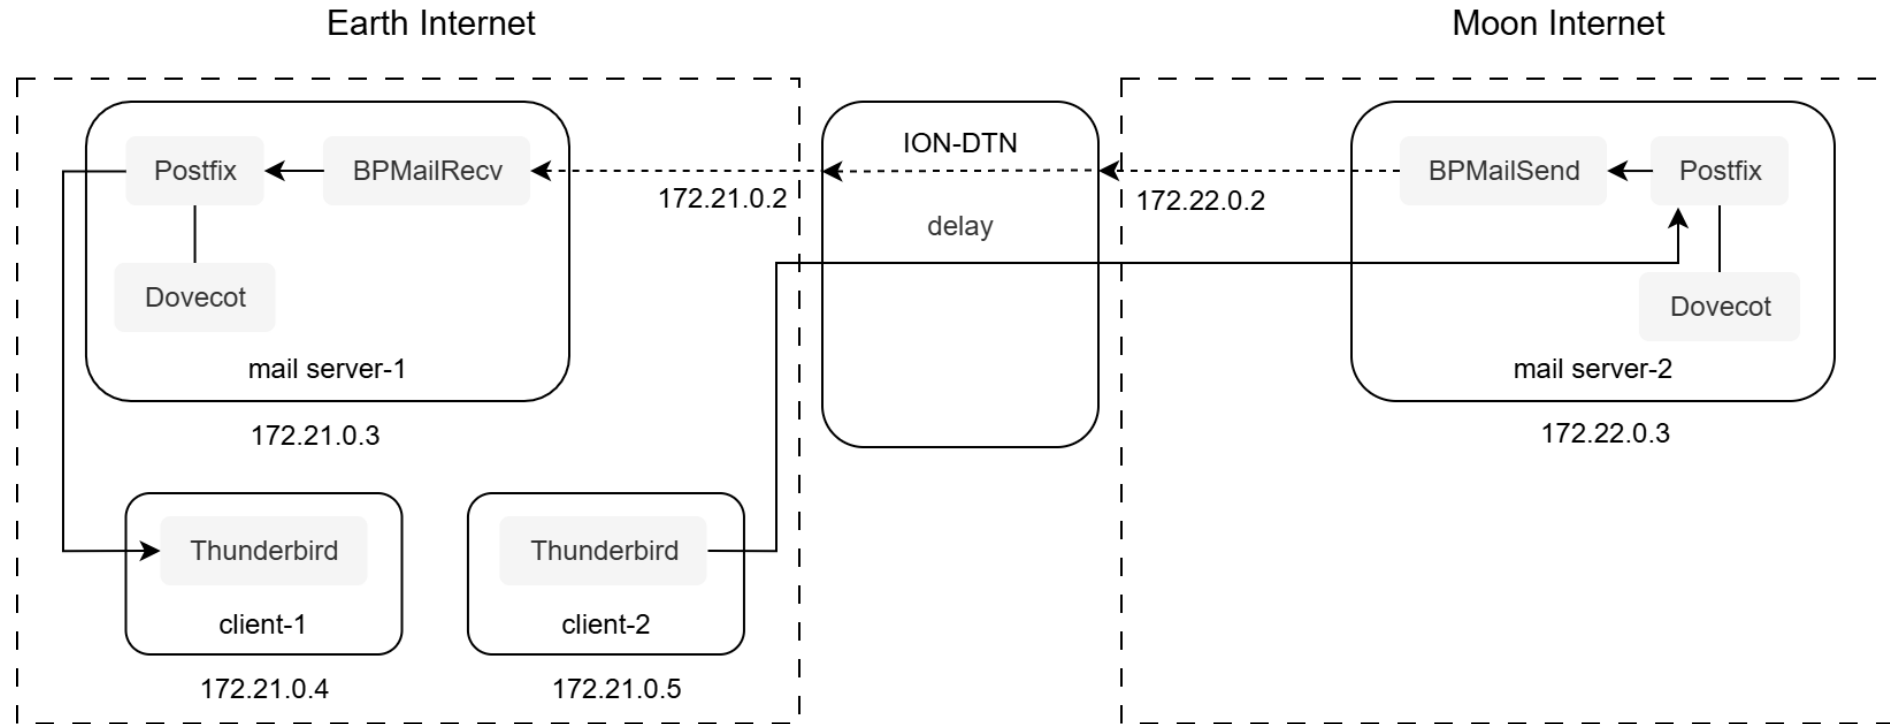 Earth Internet
Moon Internet
Postfix
BPMailRecv
Dovecot
mail server-1
172.21.0.3
172.21.0.2
ION-DTN
delay
172.22.0.2
BPMailSend
Postfix
Dovecot
mail server-2
172.22.0.3
Thunderbird
client-1
172.21.0.4
Thunderbird
client-2
172.21.0.5